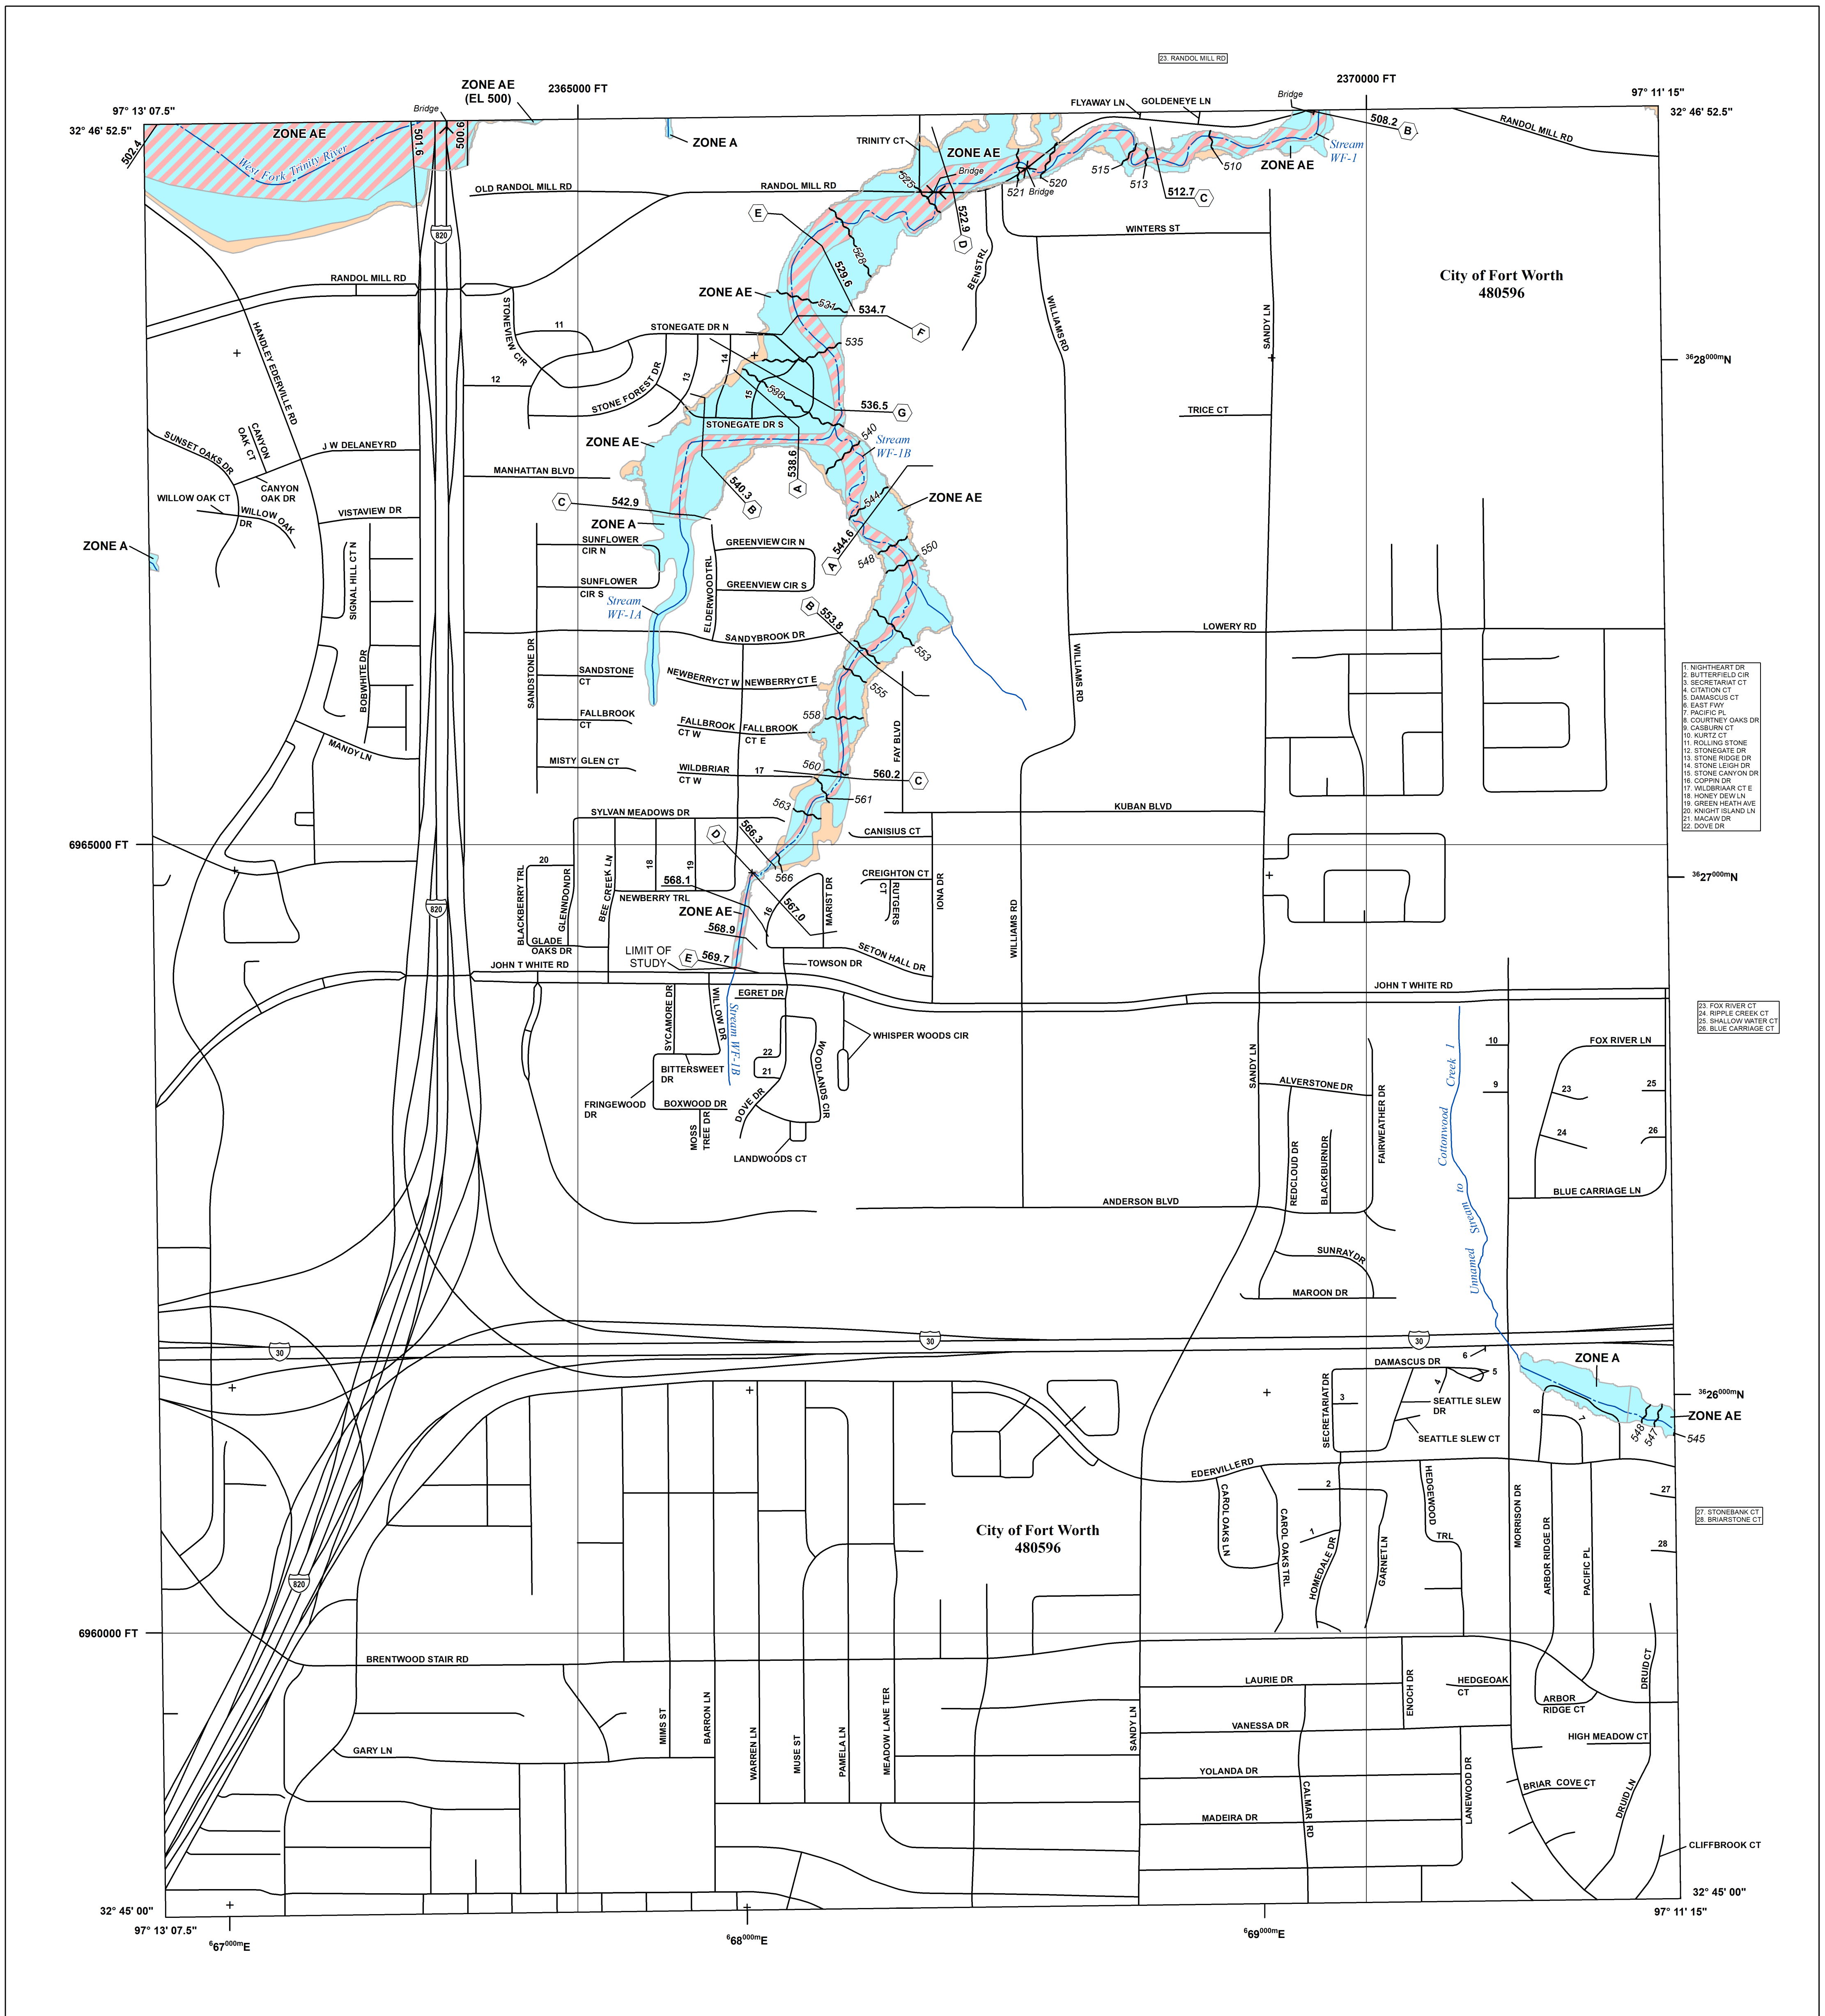 23. RANDOL MILL RD
ZONE AE
(EL 500)
2365000 FT
2370000 FT
97° 13' 07.5"
97° 11' 15"
32° 46' 52.5"
32° 46' 52.5"
Bridge
FLYAWAY LN
GOLDENEYE LN
Bridge
508.2
B
RANDOL MILL RD
502.4
ZONE AE
501.6
500.6
West Fork Trinity River
ZONE A
TRINITY CT
ZONE AE
Bridge
521
Bridge
520
515
513
510
ZONE AE
Stream
WF-1
512.7
C
OLD RANDOL MILL RD
RANDOL MILL RD
525
522.9
D
E
528
529.6
WINTERS ST
BENST RL
820
City of Fort Worth
480596
RANDOL MILL RD
ZONE AE
531
534.7
F
WILLIAMS RD
SANDY LN
HANDLEY EDERVILLE RD
STONEVIEW CIR
11
STONEGATE DR N
535
14
13
15
12
STONE FOREST DR
538
536.5
G
STONEGATE DR S
TRICE CT
3628000mN
SUNSET OAKS DR
CANYON
OAK CT
J W DELANEY RD
CANYON
OAK DR
ZONE AE
540
Stream
WF-1B
538.6
A
MANHATTAN BLVD
540.3
B
WILLOW OAK CT
WILLOW OAK
DR
VISTAVIEW DR
C
542.9
544
ZONE AE
ZONE A
544.6
A
548
550
ZONE A
SUNFLOWER
CIR N
GREENVIEW CIR N
SIGNAL HILL CT N
SUNFLOWER
CIR S
GREENVIEW CIR S
Stream
WF-1A
ELDERWOODTRL
B
553.8
SANDYBROOK DR
553
LOWERY RD
BOBWHITE DR
SANDSTONE DR
SANDSTONE
CT
NEWBERRYCT W
NEWBERRY CT E
555
WILLIAMS RD
FALLBROOK
CT
FALLBROOK
CT W
FALLBROOK
CT E
558
FAY BLVD
MANDY LN
MISTY GLEN CT
WILDBRIAR
CT W
17
560
560.2
C
561
563
SYLVAN MEADOWS DR
KUBAN BLVD
CANISIUS CT
1. NIGHTHEART DR
2. BUTTERFIELD CIR
3. SECRETARIAT CT
4. CITATION CT
5. DAMASCUS CT
6. EAST FWY
7. PACIFIC PL
8. COURTNEY OAKS DR
9. CASBURN CT
10. KURTZ CT
11. ROLLING STONE
12. STONEGATE DR
13. STONE RIDGE DR
14. STONE LEIGH DR
15. STONE CANYON DR
16. COPPIN DR
17. WILDBRIAAR CT E
18. HONEY DEW LN
19. GREEN HEATH AVE
20. KNIGHT ISLAND LN
21. MACAW DR
22. DOVE DR
6965000 FT
D
566.3
566
20
18
19
568.1
CREIGHTON CT
RUTGERS
CT
IONA DR
BLACKBERRY TRL
GLENNONDR
BEE CREEK LN
NEWBERRY TRL
16
567.0
MARIST DR
3627000mN
820
ZONE AE
568.9
GLADE
OAKS DR
LIMIT OF
STUDY
E
569.7
TOWSON DR
SETON HALL DR
WILLIAMS RD
JOHN T WHITE RD
JOHN T WHITE RD
SYCAMORE DR
WILLOW DR
Stream WF-1B
EGRET DR
WHISPER WOODS CIR
22
21
WOODLANDS CIR
BITTERSWEET
DR
FRINGEWOOD
DR
BOXWOOD DR
MOSS
TREE DR
DOVE DR
LANDWOODS CT
SANDY LN
ALVERSTONE DR
FAIRWEATHER DR
REDCLOUD DR
BLACKBURNDR
Unnamed Stream to Cottonwood Creek 1
10
9
FOX RIVER LN
23
25
24
26
BLUE CARRIAGE LN
23. FOX RIVER CT
24. RIPPLE CREEK CT
25. SHALLOW WATER CT
26. BLUE CARRIAGE CT
ANDERSON BLVD
SUNRAY DR
MAROON DR
30
30
30
DAMASCUS DR
6
5
4
3
SECRETARIAT DR
SEATTLE SLEW
DR
SEATTLE SLEW CT
ZONE A
8
7
548
547
545
ZONE AE
3626000mN
EDERVILLE RD
CAROL OAKS LN
CAROL OAKS TRL
2
1
HOMEDALE DR
GARNET LN
HEDGEWOOD
TRL
MORRISON DR
ARBOR RIDGE DR
PACIFIC PL
27
28
27. STONEBANK CT
28. BRIARSTONE CT
City of Fort Worth
480596
820
6960000 FT
BRENTWOOD STAIR RD
LAURIE DR
ENOCH DR
HEDGEOAK
CT
ARBOR
RIDGE CT
DRUID CT
MIMS ST
BARRON LN
WARREN LN
MUSE ST
PAMELA LN
MEADOW LANE TER
SANDY LN
VANESSA DR
HIGH MEADOW CT
GARY LN
YOLANDA DR
CALMAR RD
LANEWOOD DR
BRIAR COVE CT
DRUID LN
MADEIRA DR
CLIFFBROOK CT
32° 45' 00"
32° 45' 00"
97° 13' 07.5"
97° 11' 15"
667000mE
668000mE
669000mE